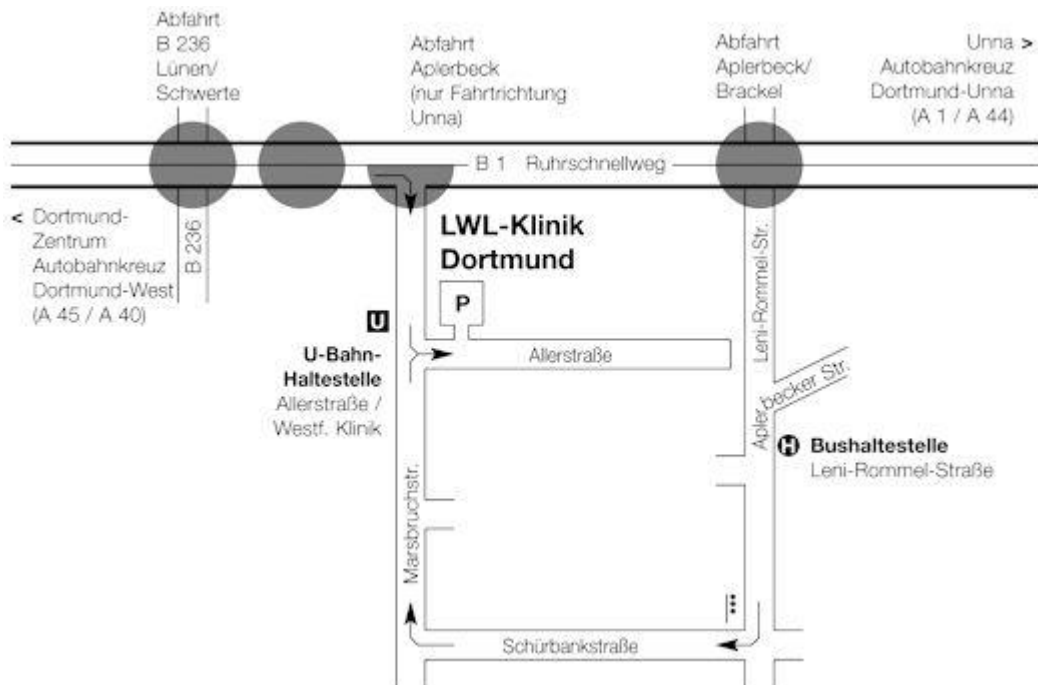 Abfahrt
B 236
Lünen/
Schwerte
Abfahrt
Aplerbeck
(nur Fahrtrichtung
Unna)
Abfahrt
Aplerbeck/
Brackel
Unna >
Autobahnkreuz
Dortmund-Unna
(A 1 / A 44)
B 1 Ruhrschnellweg
< Dortmund-
Zentrum
Autobahnkreuz
Dortmund-West
(A 45 / A 40)
B 236
LWL-Klinik
Dortmund
P
U
U-Bahn-
Haltestelle
Allerstraße /
Westf. Klinik
Allerstraße
Leni-Rommel-Str.
Aplerbecker Str.
H Bushaltestelle
Leni-Rommel-Straße
Marsbruchstr.
Schürbankstraße